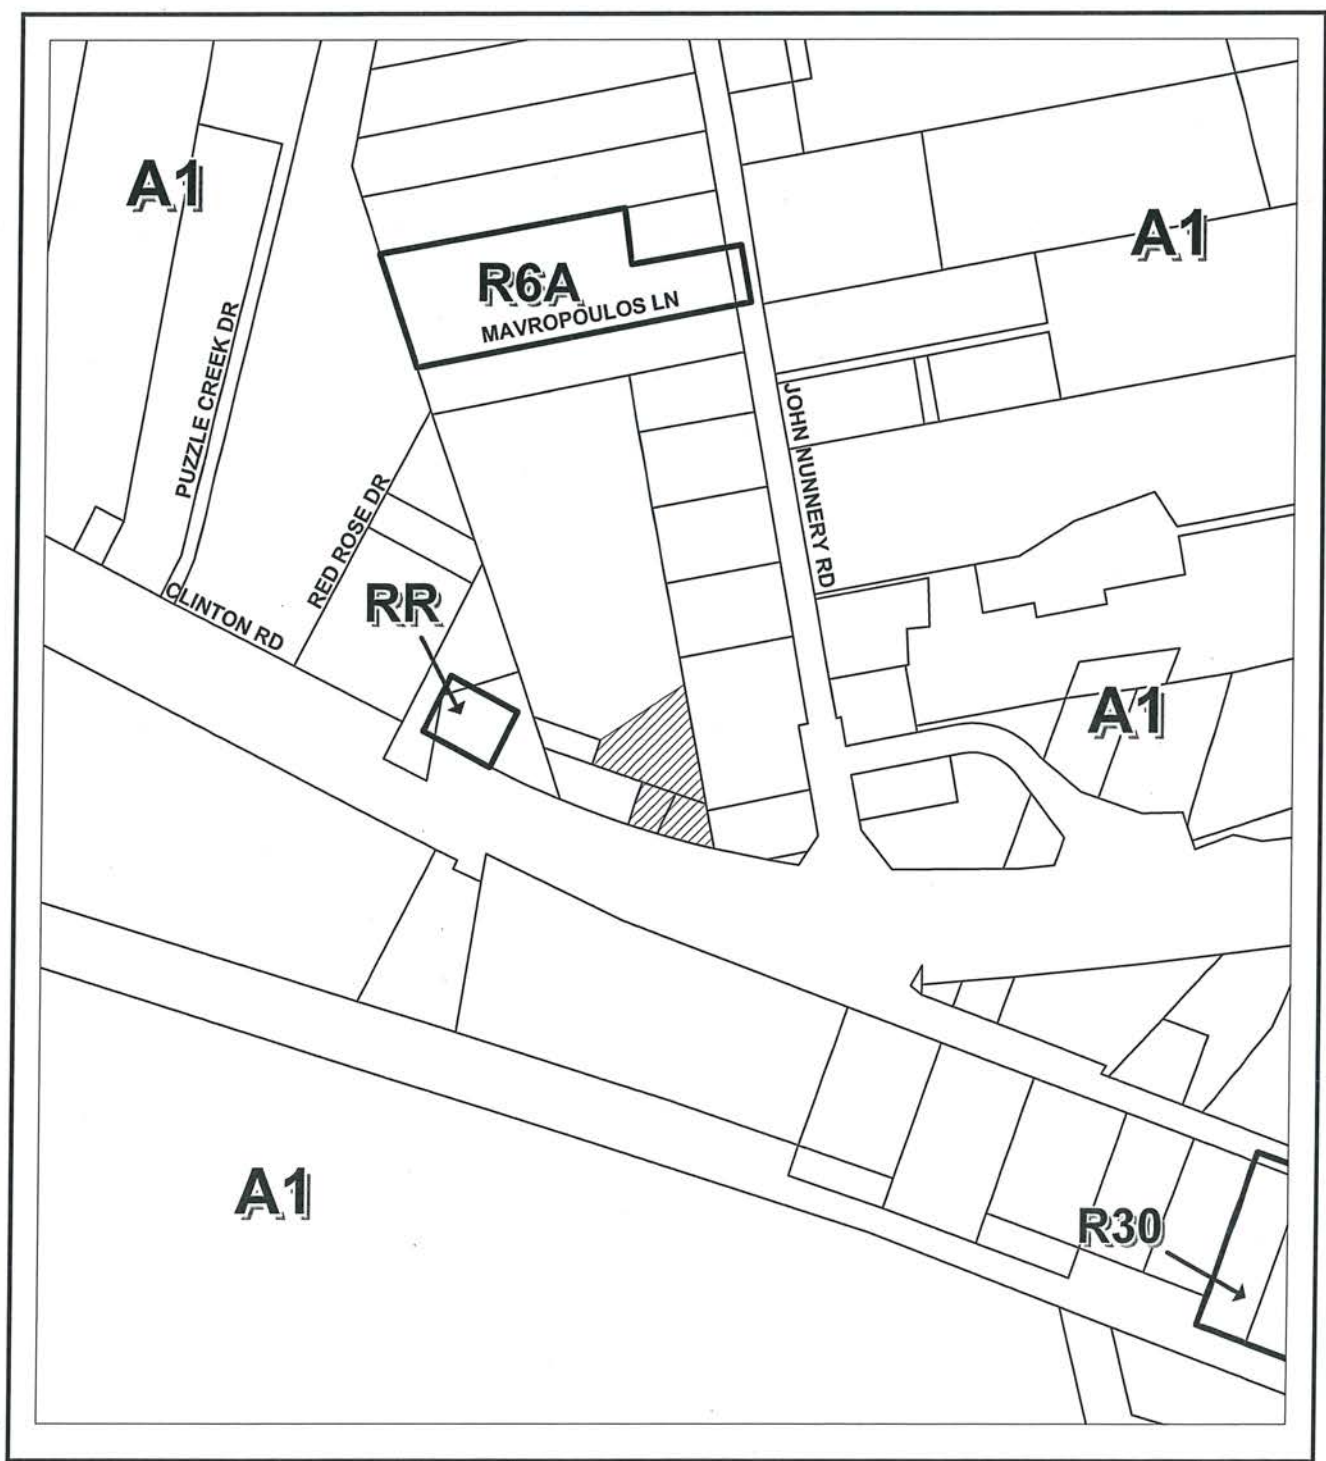 A1
A1
R6A
MAVROPOULOS LN
PUZZLE CREEK DR
JOHN NUNNERY RD
RED ROSE DR
CLINTON RD
RR
A1
A1
R30